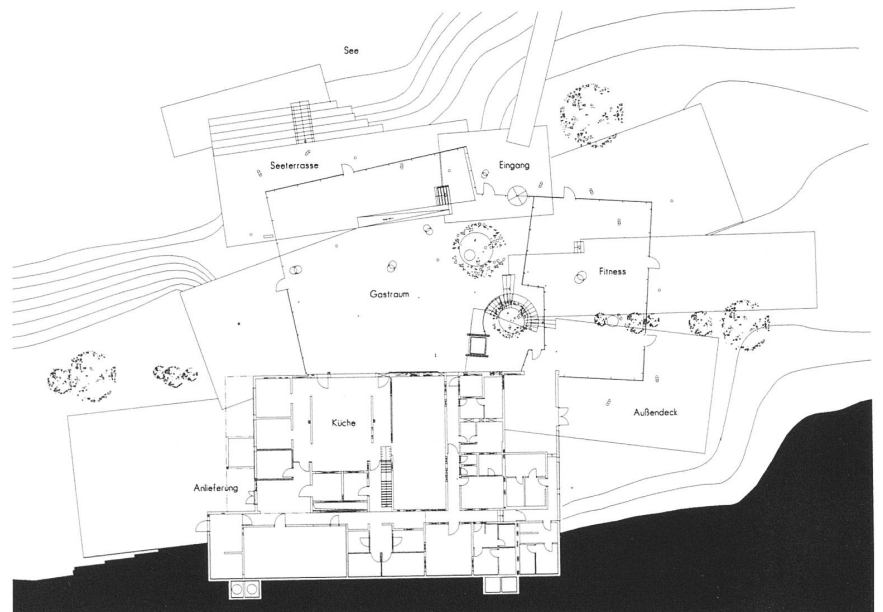 See
Seeterrasse
Eingang
Fitness
Gastraum
Küche
Außendeck
Anlieferung